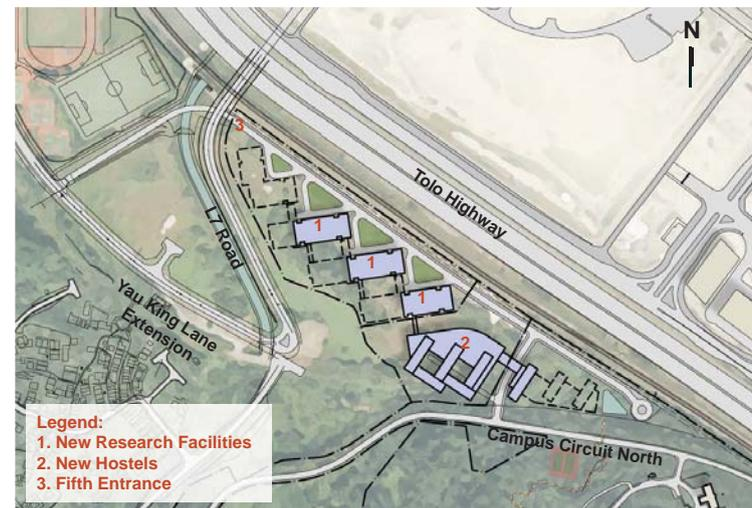 N
3
Tolo Highway
1
L7 Road
1
1
Yau King Lane
Extension
2
Legend:
1. New Research Facilities
2. New Hostels
3. Fifth Entrance
Campus Circuit North